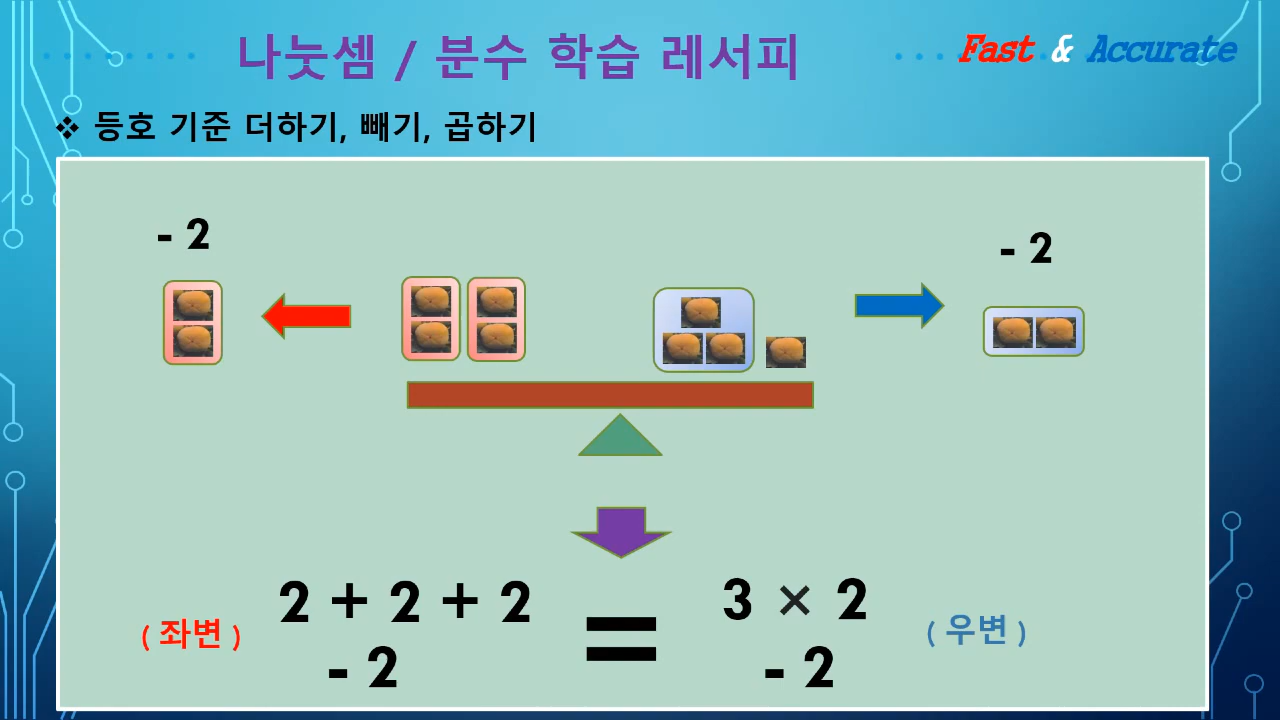 나눗셈 / 분수 학습 레서피
Fast & Accurate
❖ 등호 기준 더하기, 빼기, 곱하기
- 2
- 2
2 + 2 + 2 = 3 × 2
( 좌변 ) ( 우변 )
- 2 - 2